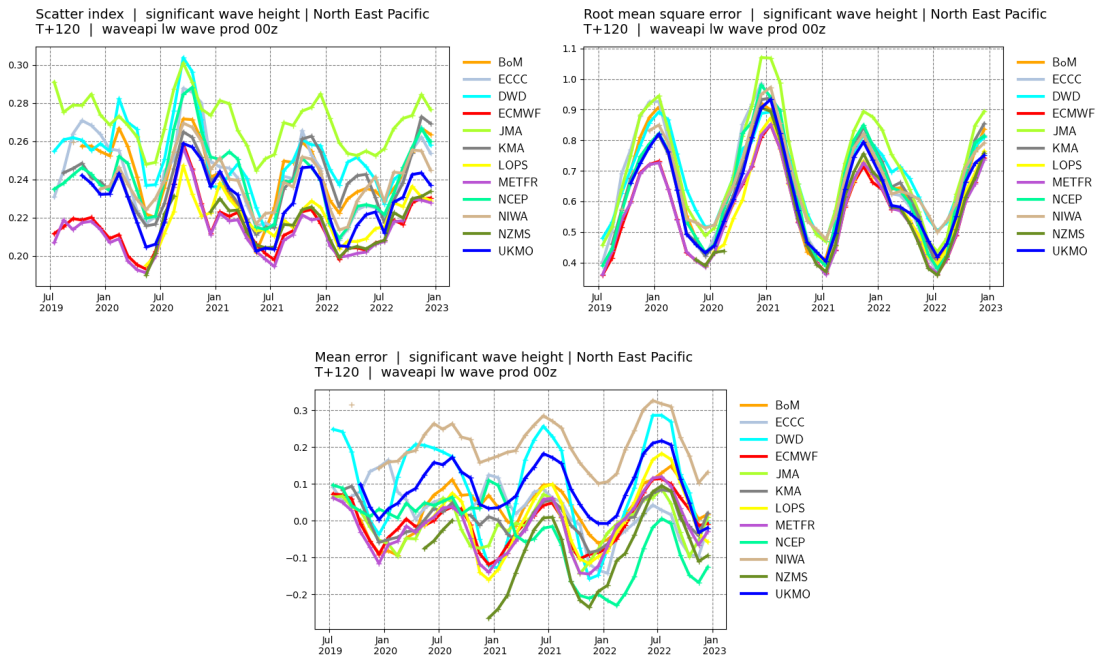 Scatter index | significant wave height | North East Pacific
T+120 | waveapi lw wave prod 00z
0.30
0.28
0.26
0.24
0.22
0.20
Jul
2019
Jan
2020
Jul
2020
Jan
2021
Jul
2021
Jan
2022
Jul
2022
Jan
2023
BoM
ECCC
DWD
ECMWF
JMA
KMA
LOPS
METFR
NCEP
NIWA
NZMS
UKMO
Root mean square error | significant wave height | North East Pacific
T+120 | waveapi lw wave prod 00z
1.1
1.0
0.9
0.8
0.7
0.6
0.5
0.4
Jul
2019
Jan
2020
Jul
2020
Jan
2021
Jul
2021
Jan
2022
Jul
2022
Jan
2023
BoM
ECCC
DWD
ECMWF
JMA
KMA
LOPS
METFR
NCEP
NIWA
NZMS
UKMO
Mean error | significant wave height | North East Pacific
T+120 | waveapi lw wave prod 00z
0.3
0.2
0.1
0.0
−0.1
−0.2
Jul
2019
Jan
2020
Jul
2020
Jan
2021
Jul
2021
Jan
2022
Jul
2022
Jan
2023
BoM
ECCC
DWD
ECMWF
JMA
KMA
LOPS
METFR
NCEP
NIWA
NZMS
UKMO